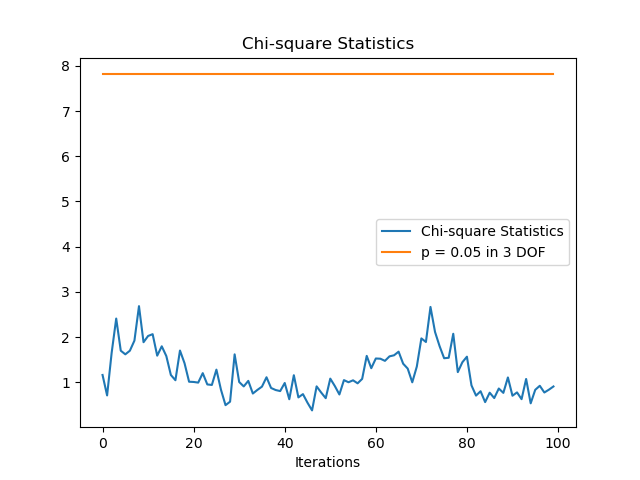 Chi-square Statistics
8
7
6
5
4
3
2
1
Chi-square Statistics
p = 0.05 in 3 DOF
0 20 40 60 80 100
Iterations